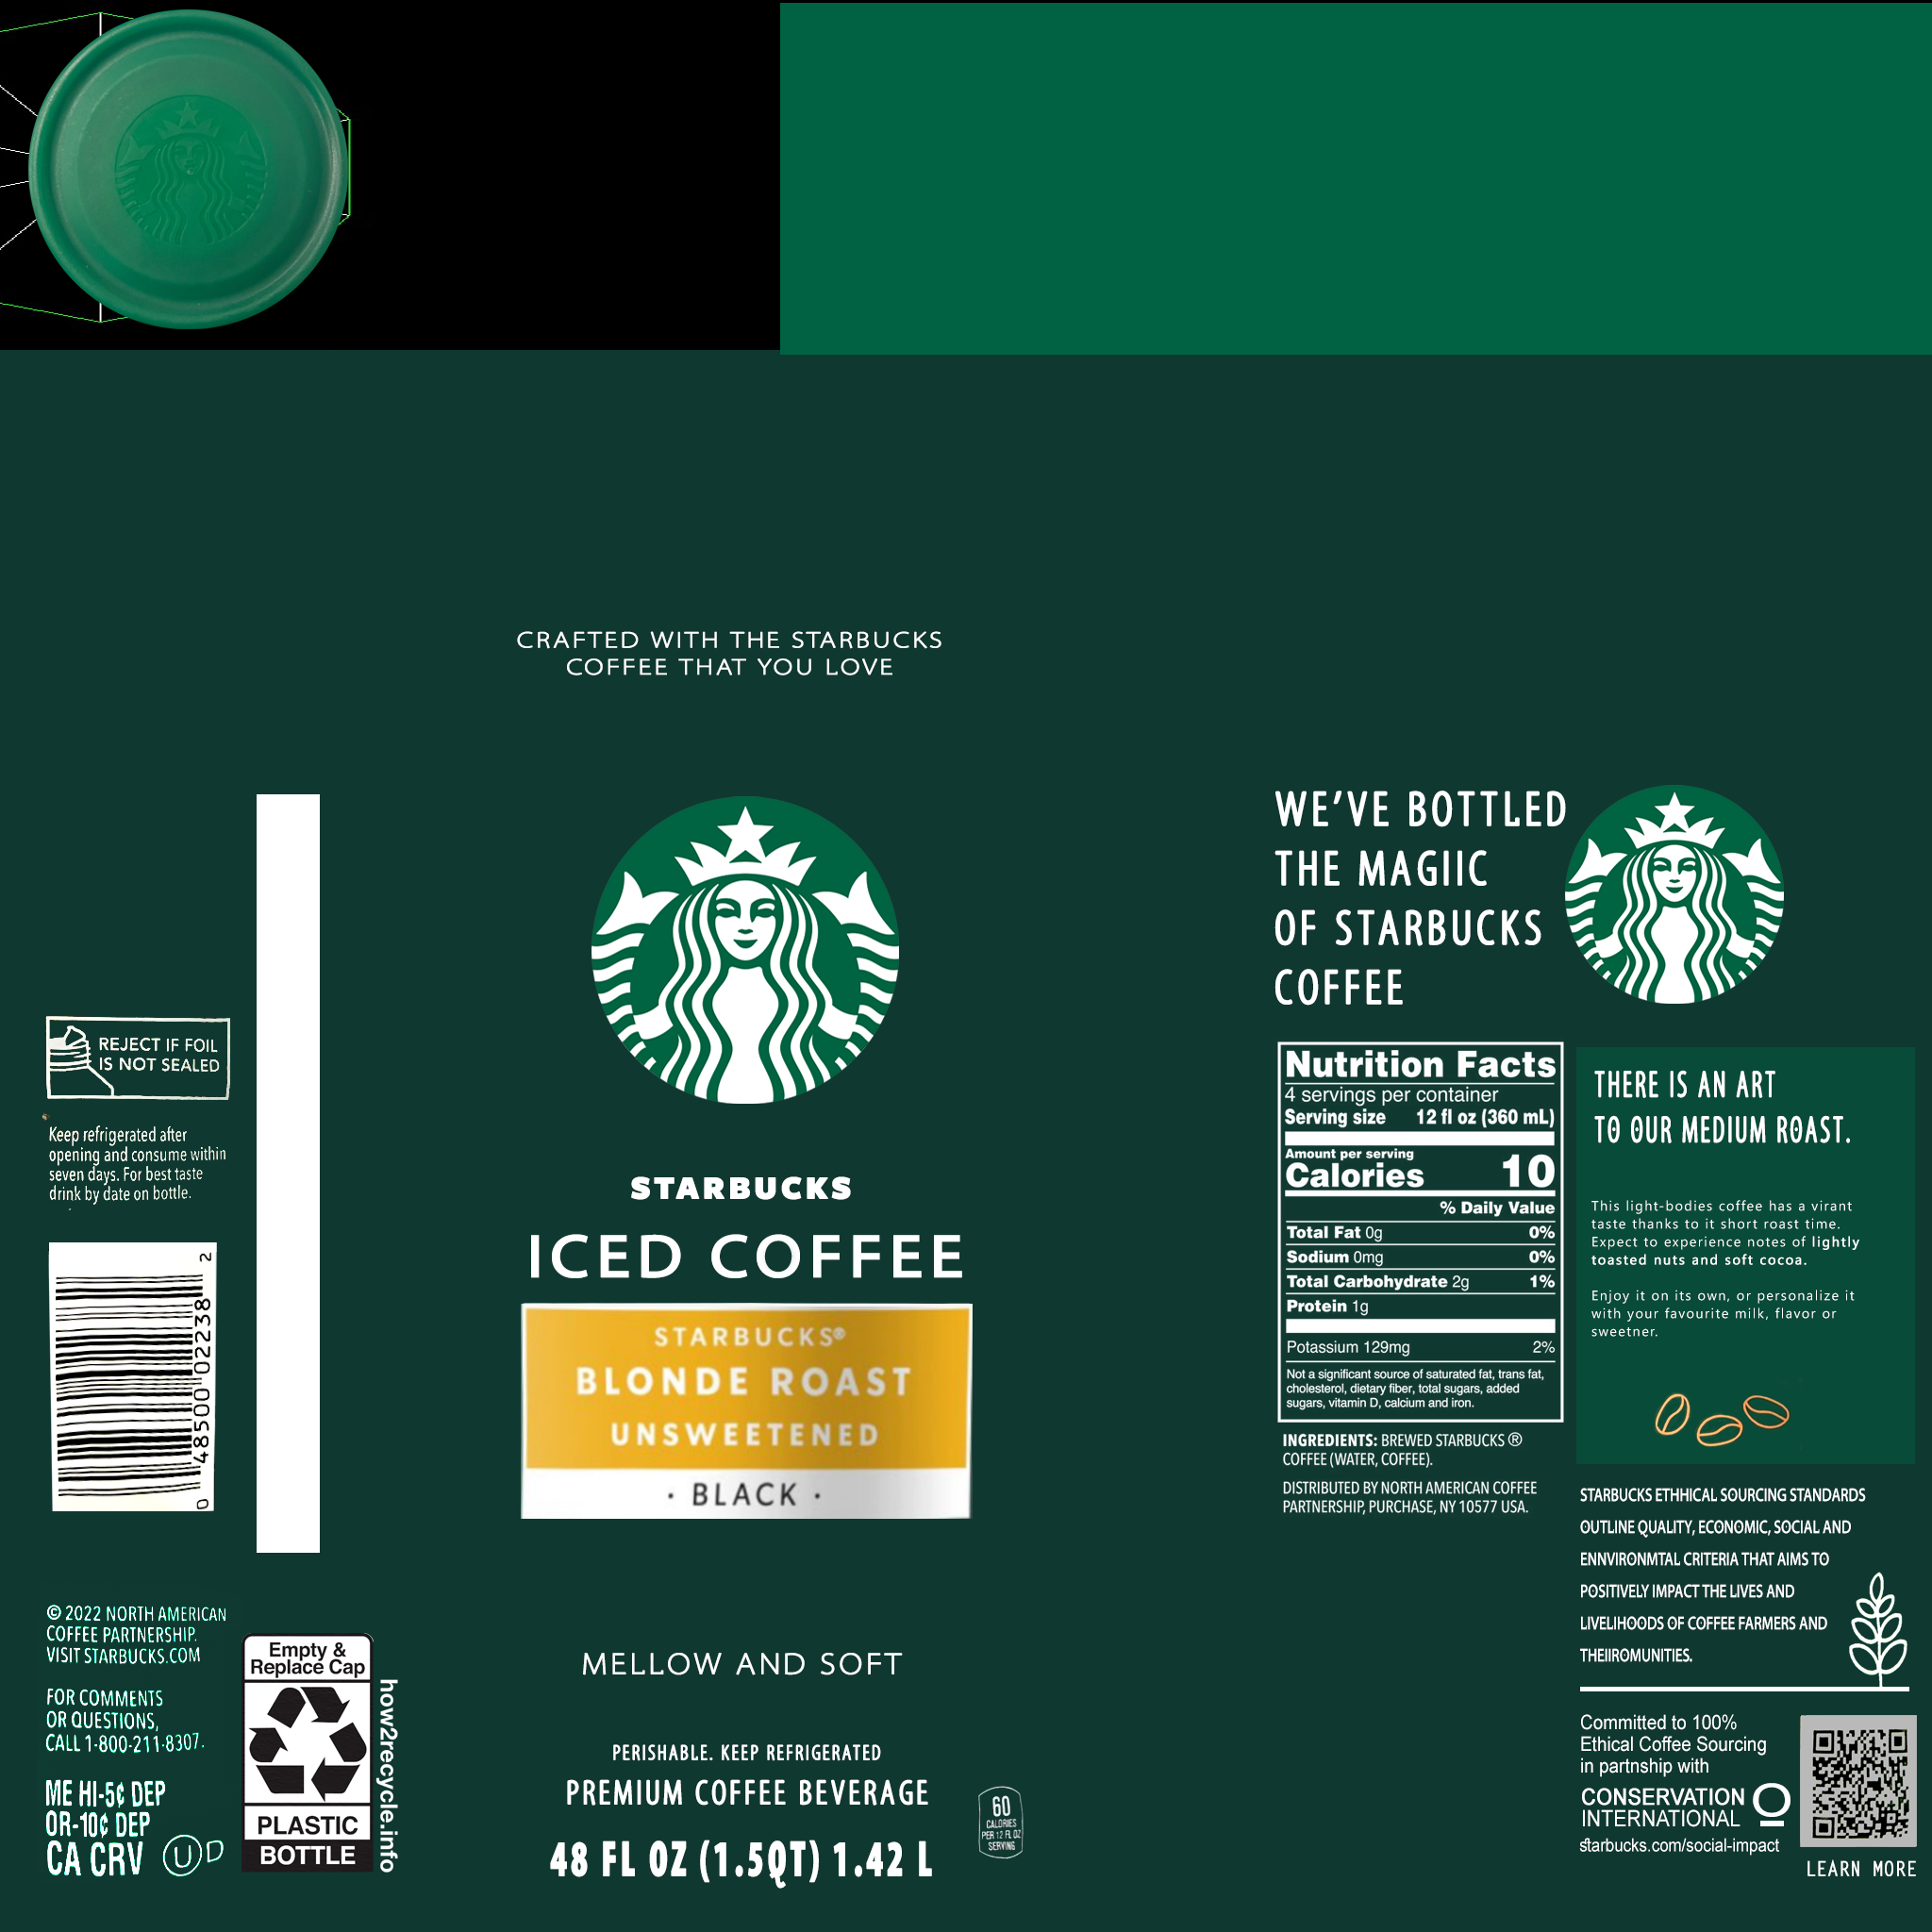 CRAFTED WITH THE STARBUCKS
COFFEE THAT YOU LOVE
REJECT IF FOIL
IS NOT SEALED
Keep refrigerated after
opening and consume within
seven days. For best taste
drink by date on bottle.
0 48500 02238 2
© 2022 NORTH AMERICAN
COFFEE PARTNERSHIP.
VISIT STARBUCKS.COM
FOR COMMENTS
OR QUESTIONS,
CALL 1-800-211-8307.
ME HI-5¢ DEP
OR-10¢ DEP
CA CRV U D
Empty &
Replace Cap
PLASTIC
BOTTLE
how2recycle.info
STARBUCKS
ICED COFFEE
STARBUCKS®
BLONDE ROAST
UNSWEETENED
· BLACK ·
MELLOW AND SOFT
PERISHABLE. KEEP REFRIGERATED
PREMIUM COFFEE BEVERAGE
48 FL OZ (1.5QT) 1.42 L
60
CALORIES
PER 12 FL OZ
SERVING
WE'VE BOTTLED
THE MAGIIC
OF STARBUCKS
COFFEE
Nutrition Facts
4 servings per container
Serving size 12 fl oz (360 mL)
Amount per serving
Calories 10
% Daily Value
Total Fat 0g 0%
Sodium 0mg 0%
Total Carbohydrate 2g 1%
Protein 1g
Potassium 129mg 2%
Not a significant source of saturated fat, trans fat,
cholesterol, dietary fiber, total sugars, added
sugars, vitamin D, calcium and iron.
INGREDIENTS: BREWED STARBUCKS ®
COFFEE (WATER, COFFEE).
DISTRIBUTED BY NORTH AMERICAN COFFEE
PARTNERSHIP, PURCHASE, NY 10577 USA.
THERE IS AN ART
TO OUR MEDIUM ROAST.
This light-bodies coffee has a virant
taste thanks to it short roast time.
Expect to experience notes of lightly
toasted nuts and soft cocoa.
Enjoy it on its own, or personalize it
with your favourite milk, flavor or
sweetner.
STARBUCKS ETHHICAL SOURCING STANDARDS
OUTLINE QUALITY, ECONOMIC, SOCIAL AND
ENNVIRONMTAL CRITERIA THAT AIMS TO
POSITIVELY IMPACT THE LIVES AND
LIVELIHOODS OF COFFEE FARMERS AND
THEIIROMUNITIES.
Committed to 100%
Ethical Coffee Sourcing
in partnship with
CONSERVATION
INTERNATIONAL
starbucks.com/social-impact
LEARN MORE